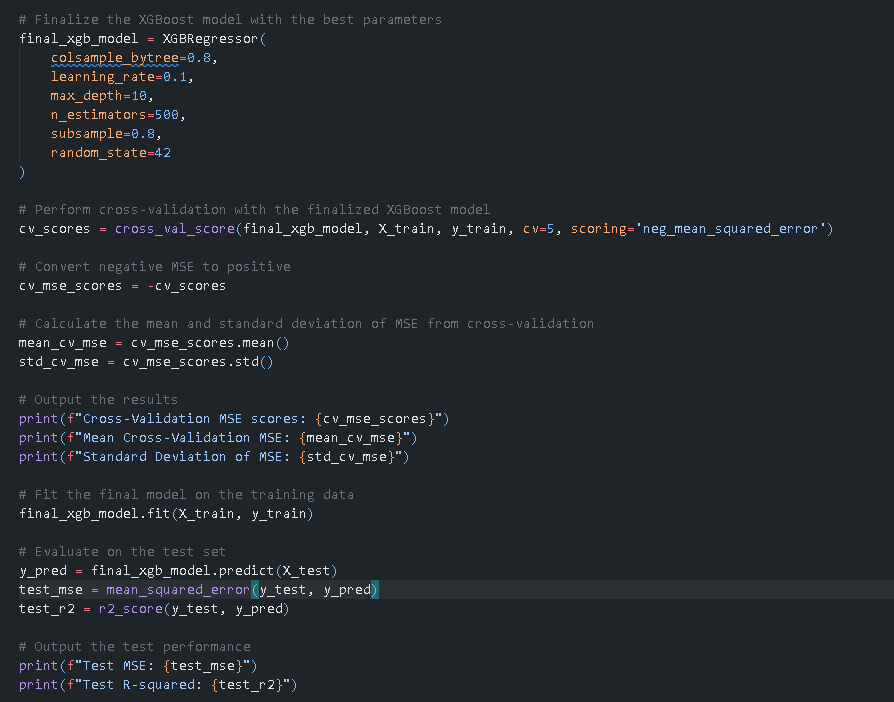 # Finalize the XGBoost model with the best parameters
final_xgb_model = XGBRegressor(
    colsample_bytree=0.8,
    learning_rate=0.1,
    max_depth=10,
    n_estimators=500,
    subsample=0.8,
    random_state=42
)
# Perform cross-validation with the finalized XGBoost model
cv_scores = cross_val_score(final_xgb_model, X_train, y_train, cv=5, scoring='neg_mean_squared_error')
# Convert negative MSE to positive
cv_mse_scores = -cv_scores
# Calculate the mean and standard deviation of MSE from cross-validation
mean_cv_mse = cv_mse_scores.mean()
std_cv_mse = cv_mse_scores.std()
# Output the results
print(f"Cross-Validation MSE scores: {cv_mse_scores}")
print(f"Mean Cross-Validation MSE: {mean_cv_mse}")
print(f"Standard Deviation of MSE: {std_cv_mse}")
# Fit the final model on the training data
final_xgb_model.fit(X_train, y_train)
# Evaluate on the test set
y_pred = final_xgb_model.predict(X_test)
test_mse = mean_squared_error(y_test, y_pred)
test_r2 = r2_score(y_test, y_pred)
# Output the test performance
print(f"Test MSE: {test_mse}")
print(f"Test R-squared: {test_r2}")